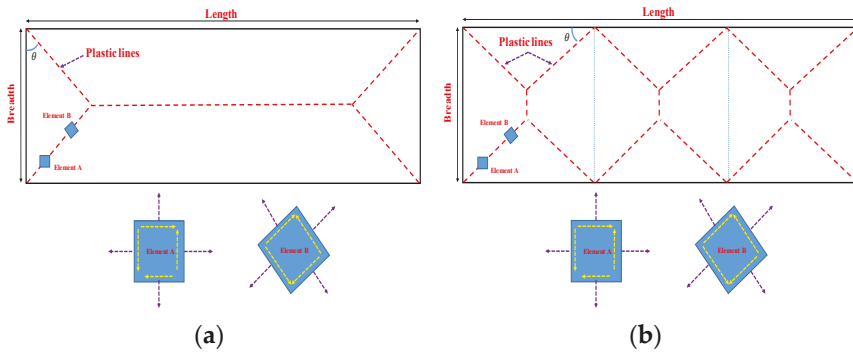 Length
θ
Plastic lines
Breadth
Element B
Element A
Element A
Element B
(a)
Length
θ
Plastic lines
Breadth
Element B
Element A
Element A
Element B
(b)